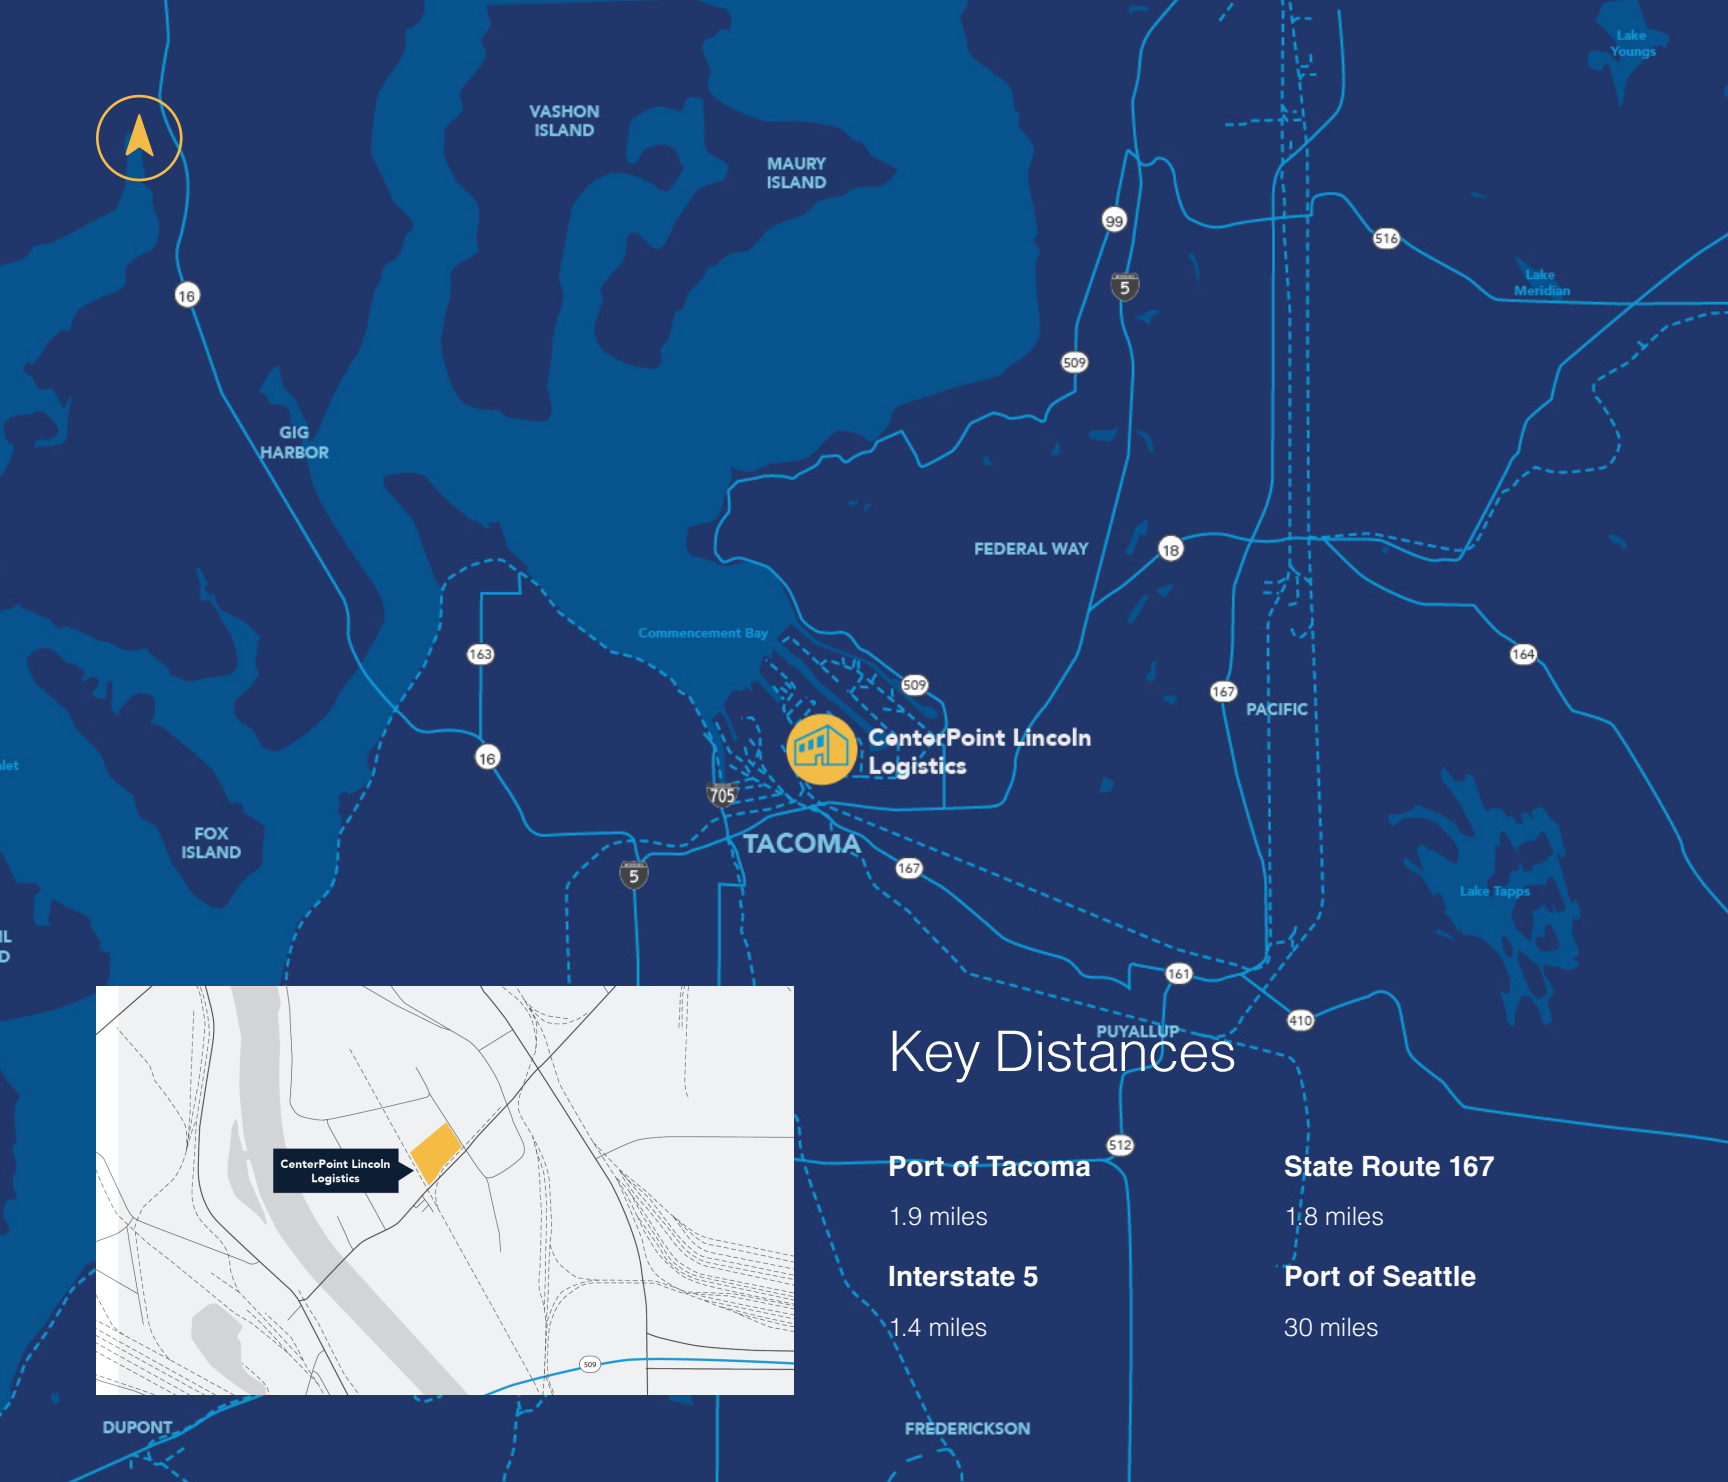 Lake
Youngs
VASHON
ISLAND
MAURY
ISLAND
99
516
5
Lake
Meridian
16
509
GIG
HARBOR
FEDERAL WAY
18
Commencement Bay
163
164
509
167
PACIFIC
CenterPoint Lincoln
Logistics
16
705
FOX
ISLAND
TACOMA
5
167
Lake Tapps
161
410
PUYALLUP
Key Distances
512
CenterPoint Lincoln
Logistics
509
Port of Tacoma
1.9 miles
State Route 167
1.8 miles
Interstate 5
1.4 miles
Port of Seattle
30 miles
DUPONT
FREDERICKSON